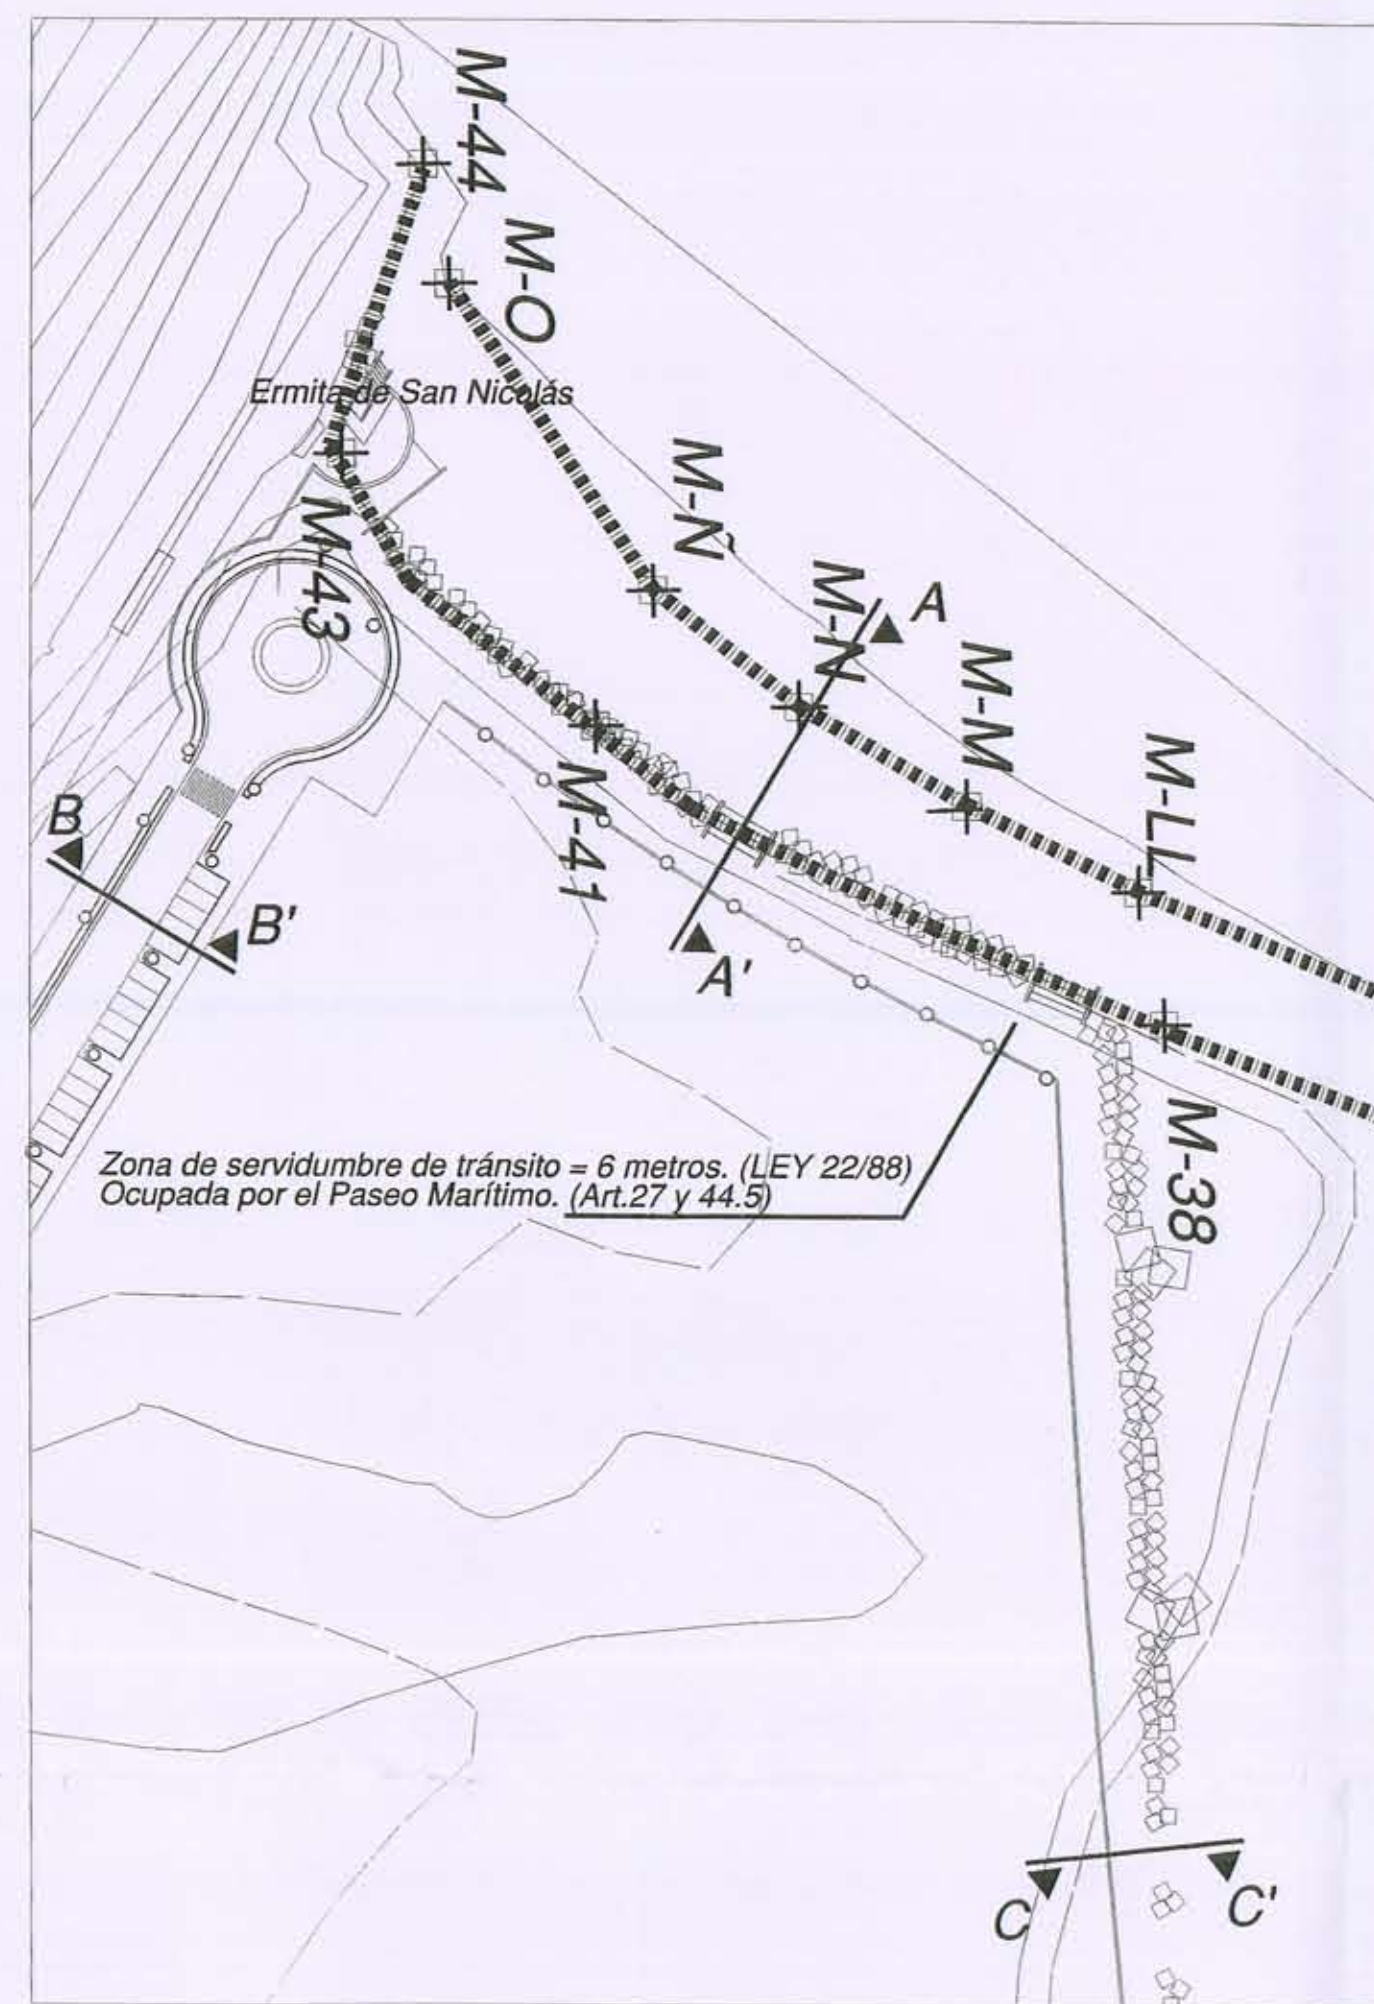 M-44
M-O
Ermita de San Nicolás
M-Ñ
M-43
M-N
A
M-M
M-LL
M-41
B
B'
A'
Zona de servidumbre de tránsito = 6 metros. (LEY 22/88)
Ocupada por el Paseo Marítimo. (Art.27 y 44.5)
M-38
C
C'